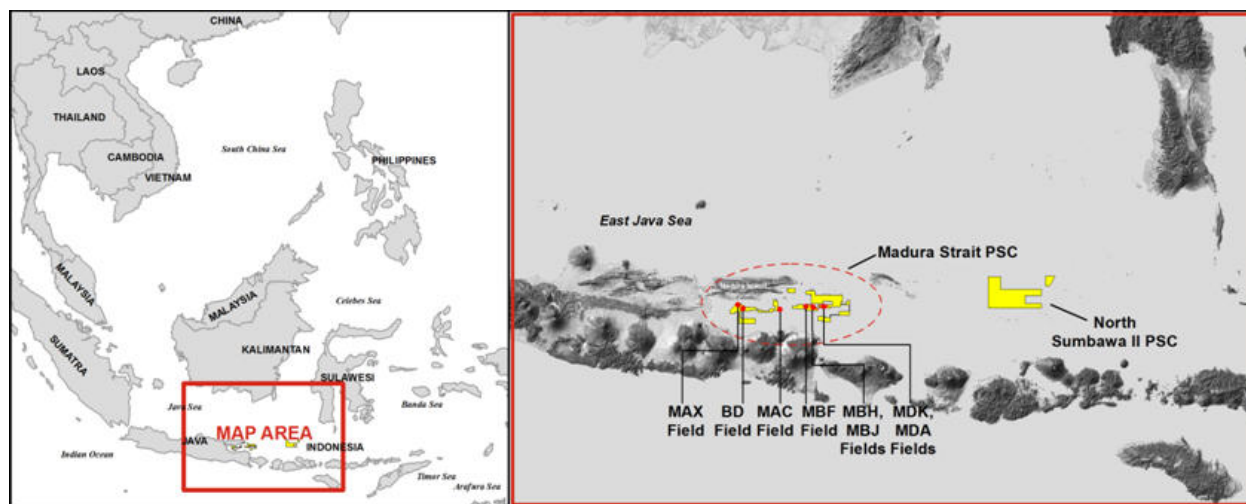 CHINA
LAOS
THAILAND
CAMBODIA
VIETNAM
South China Sea
PHILIPPINES
MALAYSIA
MALAYSIA
Celebes Sea
KALIMANTAN
SUMATRA
SULAWESI
Java Sea
Banda Sea
JAVA
MAP AREA
INDONESIA
Indian Ocean
Timor Sea
Arafura Sea
East Java Sea
Madura Strait PSC
Madura Island
North
Sumbawa II PSC
MAX
Field
BD
Field
MAC
Field
MBF
Field
MBH,
MBJ
Fields
MDK,
MDA
Fields